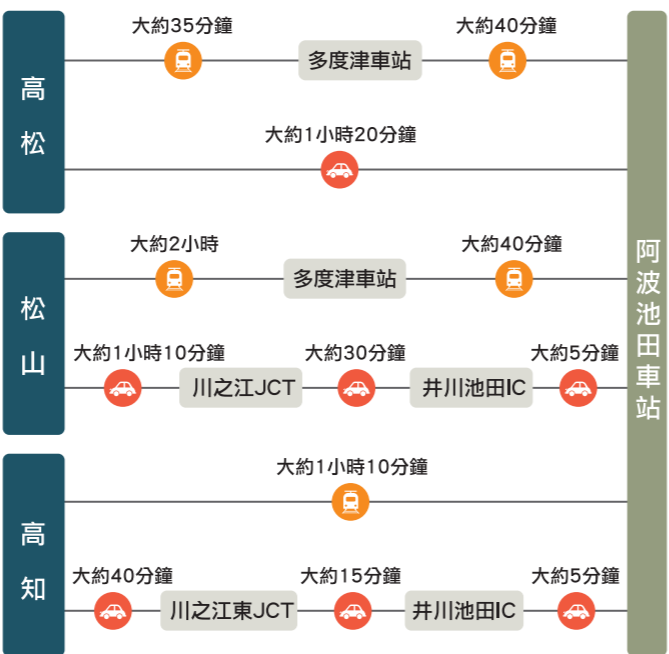 高松
大約35分鐘
多度津車站
大約40分鐘
大約1小時20分鐘
松山
大約2小時
多度津車站
大約40分鐘
大約1小時10分鐘
川之江JCT
大約30分鐘
井川池田IC
大約5分鐘
高知
大約1小時10分鐘
大約40分鐘
川之江東JCT
大約15分鐘
井川池田IC
大約5分鐘
阿波池田車站